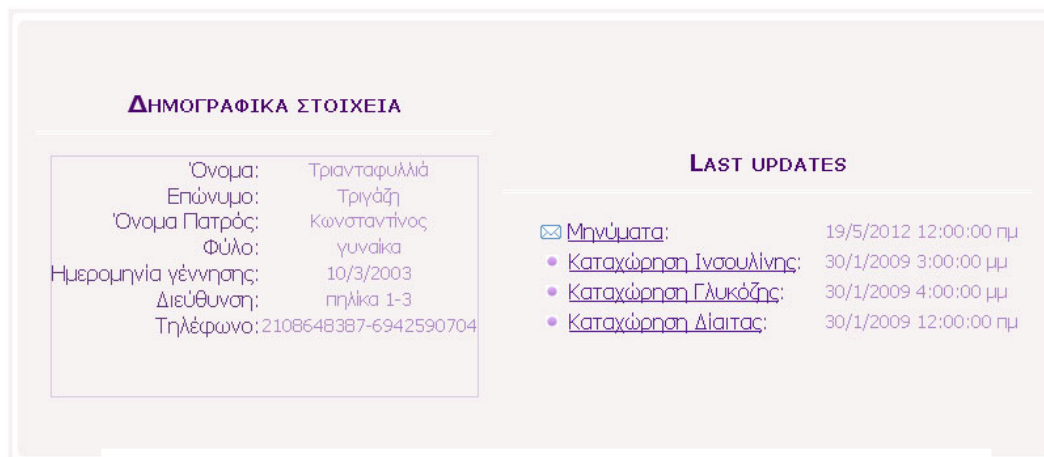 Δημογραφικα στοιχεια
Όνομα: Τριανταφυλλιά
Επώνυμο: Τριγάζη
Όνομα Πατρός: Κωνσταντίνος
Φύλο: γυναίκα
Ημερομηνία γέννησης: 10/3/2003
Διεύθυνση: πηλίκα 1-3
Τηλέφωνο: 2108648387-6942590704
Last updates
Μηνύματα: 19/5/2012 12:00:00 πμ
Καταχώρηση Ινσουλίνης: 30/1/2009 3:00:00 μμ
Καταχώρηση Γλυκόζης: 30/1/2009 4:00:00 μμ
Καταχώρηση Δίαιτας: 30/1/2009 12:00:00 πμ